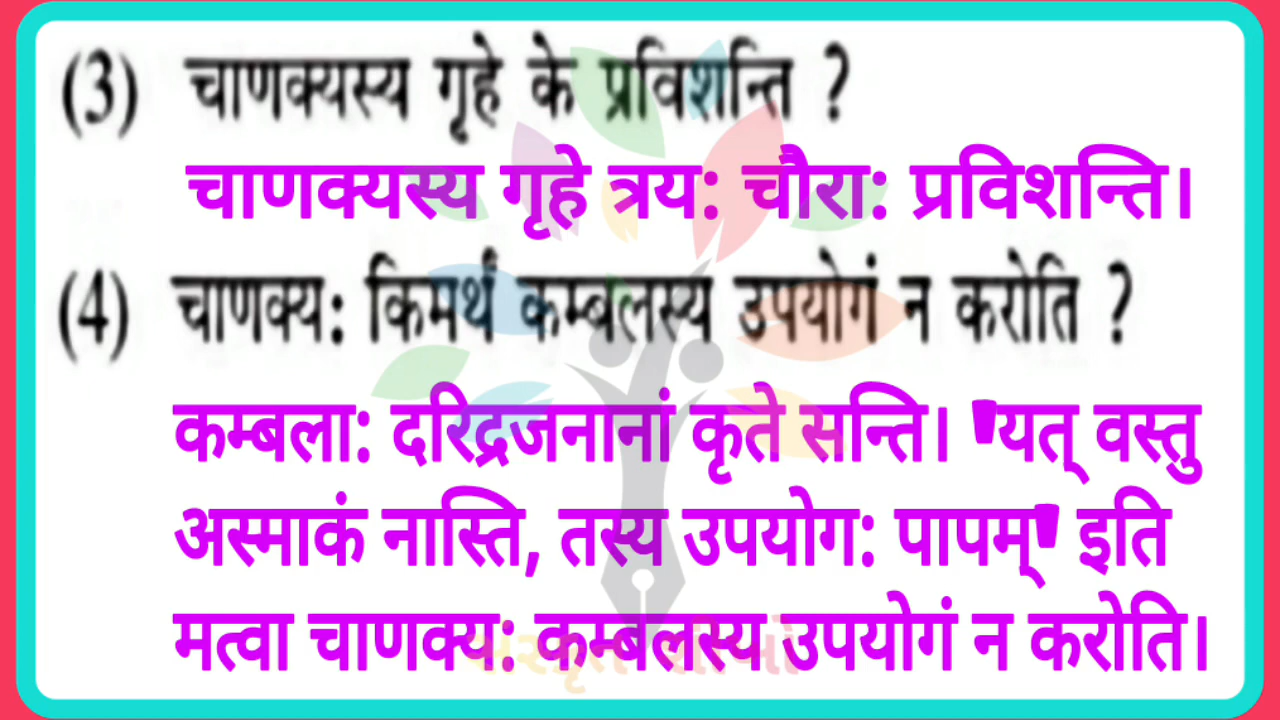 (3) चाणक्यस्य गृहे के प्रविशन्ति ?
चाणक्यस्य गृहे त्रय: चौरा: प्रविशन्ति।
(4) चाणक्य: किमर्थं कम्बलस्य उपयोगं न करोति ?
कम्बला: दरिद्रजनानां कृते सन्ति। 'यत् वस्तु
अस्माकं नास्ति, तस्य उपयोग: पापम्' इति
मत्वा चाणक्य: कम्बलस्य उपयोगं न करोति।